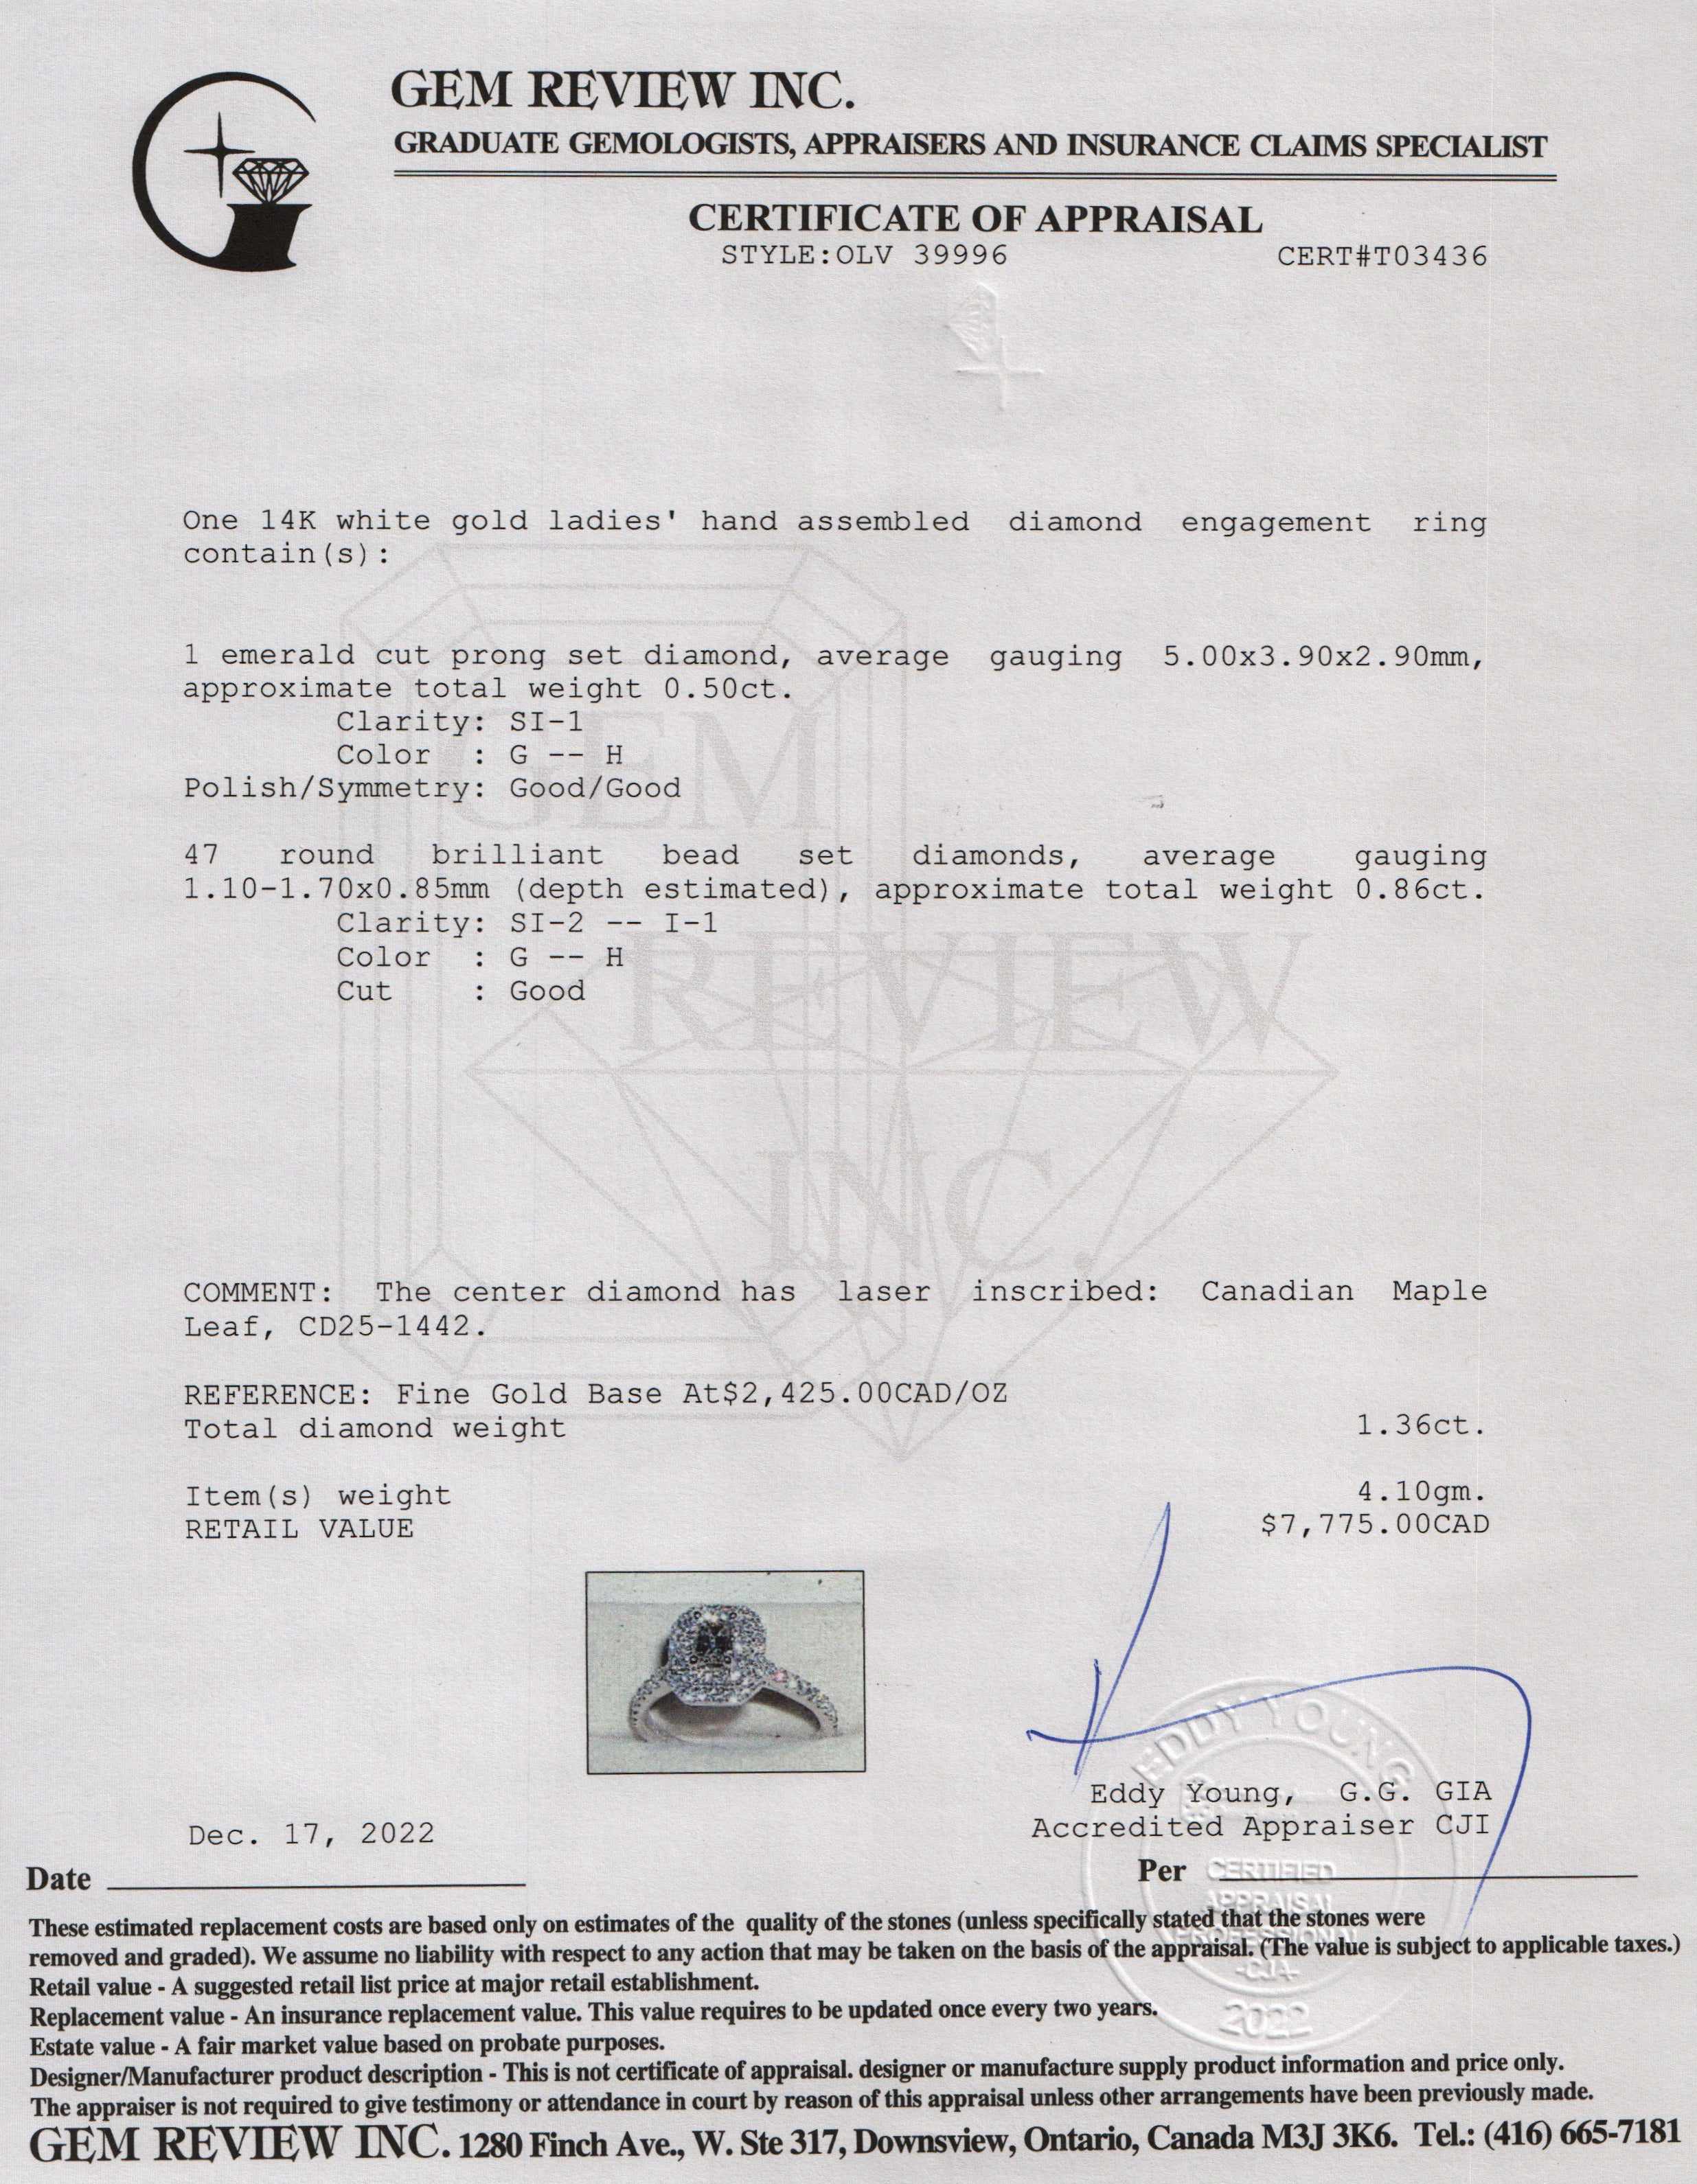 GEM REVIEW INC.
GRADUATE GEMOLOGISTS, APPRAISERS AND INSURANCE CLAIMS SPECIALIST
CERTIFICATE OF APPRAISAL
STYLE:OLV 39996 CERT#T03436
One 14K white gold ladies' hand assembled diamond engagement ring
contain(s):
1 emerald cut prong set diamond, average gauging 5.00x3.90x2.90mm,
approximate total weight 0.50ct.
Clarity: SI-1
Color : G -- H
Polish/Symmetry: Good/Good
47 round brilliant bead set diamonds, average gauging
1.10-1.70x0.85mm (depth estimated), approximate total weight 0.86ct.
Clarity: SI-2 -- I-1
Color : G -- H
Cut : Good
GEM
REVIEW
INC.
COMMENT: The center diamond has laser inscribed: Canadian Maple
Leaf, CD25-1442.
REFERENCE: Fine Gold Base At$2,425.00CAD/OZ
Total diamond weight 1.36ct.
Item(s) weight 4.10gm.
RETAIL VALUE $7,775.00CAD
EDDY YOUNG
Eddy Young, G.G. GIA
Accredited Appraiser CJI
Dec. 17, 2022
Date
Per
CERTIFIED
APPRAISAL
PROFESSIONAL
-CJA-
2022
These estimated replacement costs are based only on estimates of the quality of the stones (unless specifically stated that the stones were
removed and graded). We assume no liability with respect to any action that may be taken on the basis of the appraisal. (The value is subject to applicable taxes.)
Retail value - A suggested retail list price at major retail establishment.
Replacement value - An insurance replacement value. This value requires to be updated once every two years.
Estate value - A fair market value based on probate purposes.
Designer/Manufacturer product description - This is not certificate of appraisal. designer or manufacture supply product information and price only.
The appraiser is not required to give testimony or attendance in court by reason of this appraisal unless other arrangements have been previously made.
GEM REVIEW INC. 1280 Finch Ave., W. Ste 317, Downsview, Ontario, Canada M3J 3K6. Tel.: (416) 665-7181